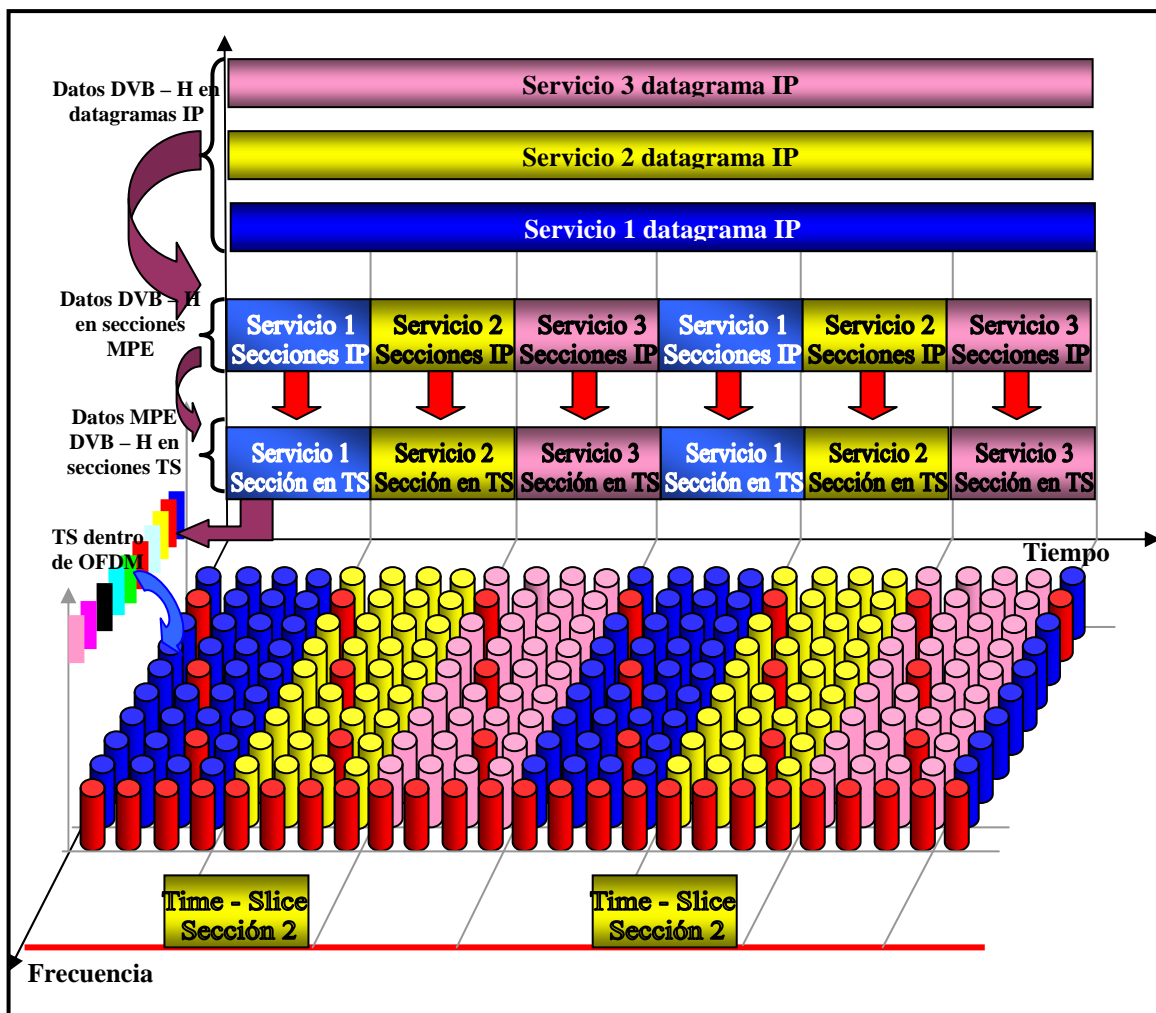 Datos DVB – H en
datagramas IP
Servicio 3 datagrama IP
Servicio 2 datagrama IP
Servicio 1 datagrama IP
Datos DVB – H
en secciones
MPE
Servicio 1
Secciones IP
Servicio 2
Secciones IP
Servicio 3
Secciones IP
Servicio 1
Secciones IP
Servicio 2
Secciones IP
Servicio 3
Secciones IP
Datos MPE
DVB – H en
secciones TS
Servicio 1
Sección en TS
Servicio 2
Sección en TS
Servicio 3
Sección en TS
Servicio 1
Sección en TS
Servicio 2
Sección en TS
Servicio 3
Sección en TS
TS dentro
de OFDM
Tiempo
Time - Slice
Sección 2
Time - Slice
Sección 2
Frecuencia